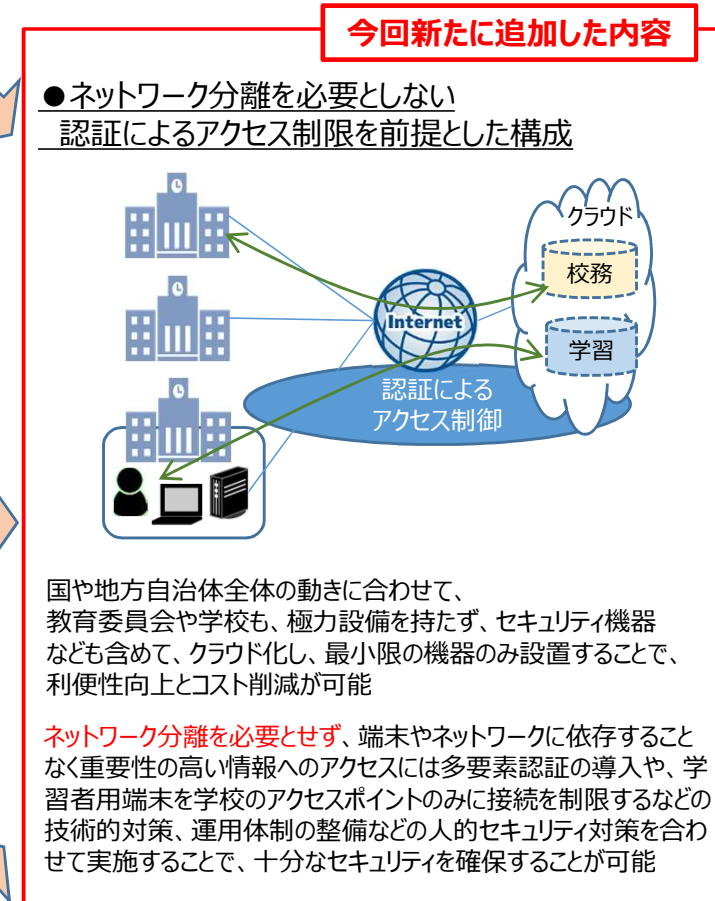 今回新たに追加した内容
●ネットワーク分離を必要としない
認証によるアクセス制限を前提とした構成
クラウド
校務
Internet
学習
認証による
アクセス制御
国や地方自治体全体の動きに合わせて、
教育委員会や学校も、極力設備を持たず、セキュリティ機器
なども含めて、クラウド化し、最小限の機器のみ設置することで、
利便性向上とコスト削減が可能
ネットワーク分離を必要とせず、端末やネットワークに依存すること
なく重要性の高い情報へのアクセスには多要素認証の導入や、学
習者用端末を学校のアクセスポイントのみに接続を制限するなどの
技術的対策、運用体制の整備などの人的セキュリティ対策を合わ
せて実施することで、十分なセキュリティを確保することが可能